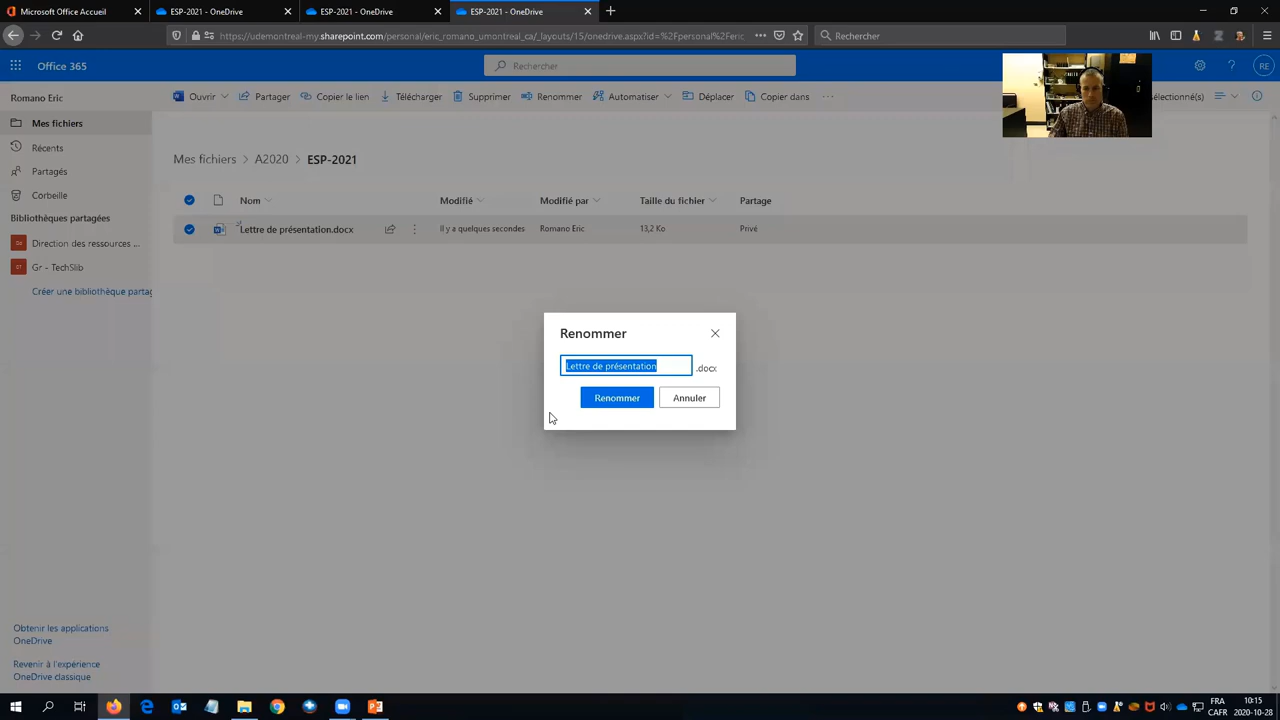 Microsoft Office Accueil
ESP-2021 - OneDrive
ESP-2021 - OneDrive
ESP-2021 - OneDrive
https://udemontreal-my.sharepoint.com/personal/eric_romano_umontreal_ca/_layouts/15/onedrive.aspx?id=%2Fpersonal%2Feric
Rechercher
Office 365
Rechercher
RE
Romano Eric
Ouvrir
Partager
Copier le
Télécharger
Supprimer
Renommer
Automatiser
Déplacer
Copier dans
sélectionné(s)
Mes fichiers
Récents
Partagés
Corbeille
Bibliothèques partagées
Direction des ressources ...
Gr - TechSlib
Créer une bibliothèque partag
Mes fichiers > A2020 > ESP-2021
Nom
Modifié
Modifié par
Taille du fichier
Partage
Lettre de présentation.docx
Il y a quelques secondes
Romano Eric
13,2 Ko
Privé
Renommer
Lettre de présentation
.docx
Renommer
Annuler
Obtenir les applications
OneDrive
Revenir à l'expérience
OneDrive classique
FRA
CAFR
10:15
2020-10-28